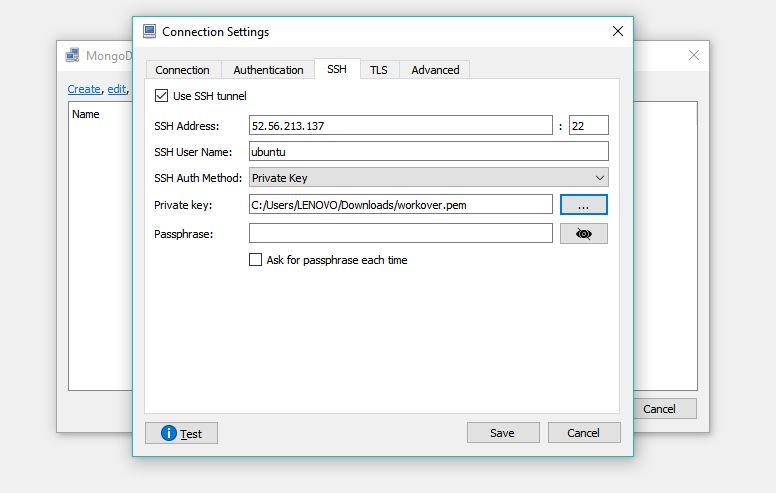 Connection Settings
MongoD
Create, edit,
Name
Connection Authentication SSH TLS Advanced
Use SSH tunnel
SSH Address: 52.56.213.137 : 22
SSH User Name: ubuntu
SSH Auth Method: Private Key
Private key: C:/Users/LENOVO/Downloads/workover.pem ...
Passphrase:
Ask for passphrase each time
Cancel
Test Save Cancel